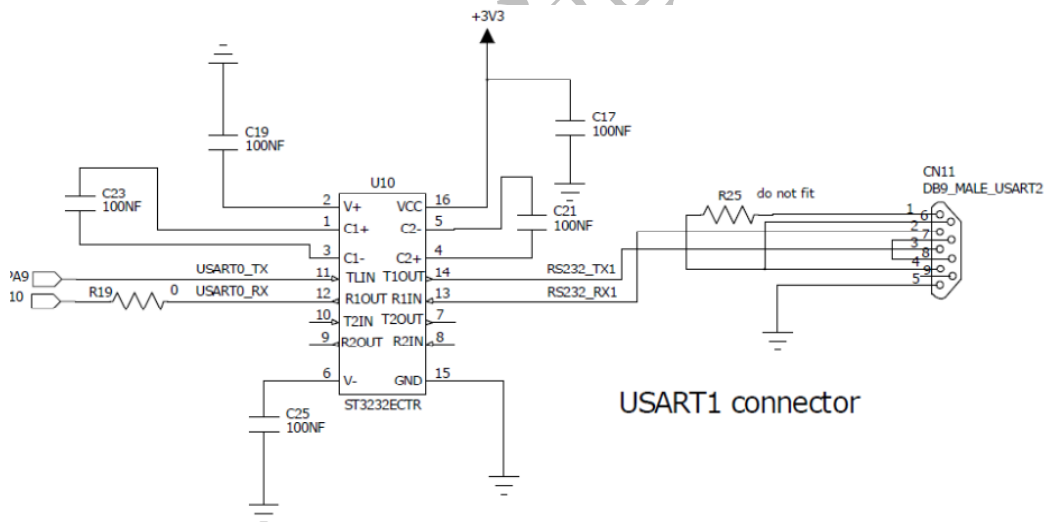 +3V3
C17
100NF
C19
100NF
CN11
DB9_MALE_USART2
U10
C23
100NF
R25 do not fit
C21
100NF
2 V+ VCC 16
1 C1+ C2- 5
3 C1- C2+ 4
PA9 USART0_TX 11 TLIN T1OUT 14 RS232_TX1
10 R19 0 USART0_RX 12 R1OUT R1IN 13 RS232_RX1
10 T2IN T2OUT 7
9 R2OUT R2IN 8
6 V- GND 15
ST3232ECTR
1
6
2
7
3
8
4
9
5
C25
100NF
USART1 connector